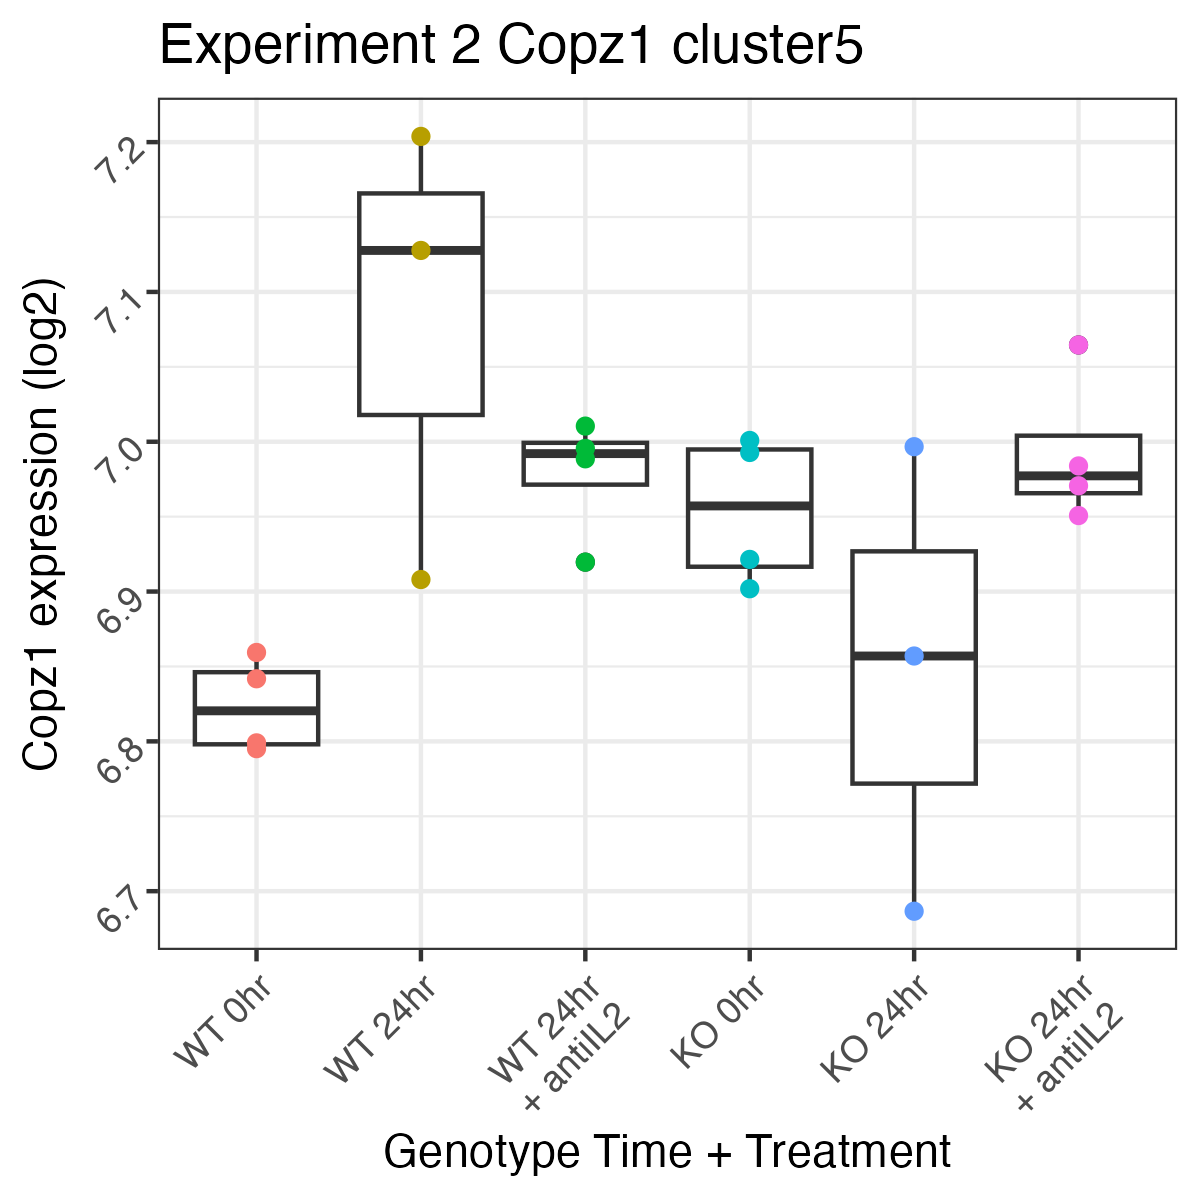 Experiment 2 Copz1 cluster5
Copz1 expression (log2)
7.2
7.1
7.0
6.9
6.8
6.7
WT 0hr
WT 24hr
WT 24hr
+ antiIL2
KO 0hr
KO 24hr
KO 24hr
+ antiIL2
Genotype Time + Treatment